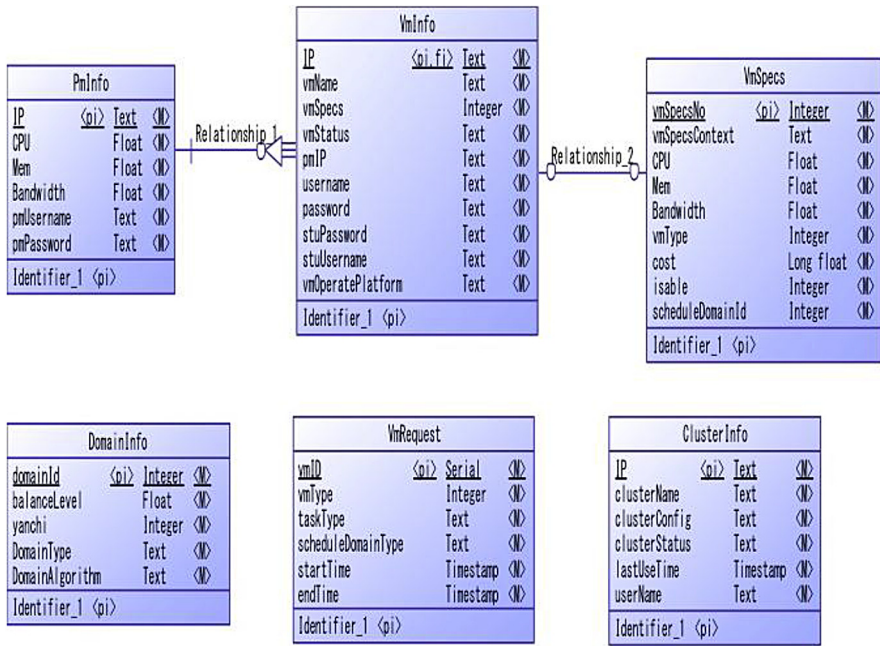 PmInfo
IP <pi> Text <M>
CPU Float <M>
Mem Float <M>
Bandwidth Float <M>
pmUsername Text <M>
pmPassword Text <M>
Identifier_1 <pi>
Relationship_1
VmInfo
IP <pi,fi> Text <M>
vmName Text <M>
vmSpecs Integer <M>
vmStatus Text <M>
pmIP Text <M>
username Text <M>
password Text <M>
stuPassword Text <M>
stuUsername Text <M>
vmOperatePlatform Text <M>
Identifier_1 <pi>
Relationship_2
VmSpecs
vmSpecsNo <pi> Integer <M>
vmSpecsContext Text <M>
CPU Float <M>
Mem Float <M>
Bandwidth Float <M>
vmType Integer <M>
cost Long float <M>
isable Integer <M>
scheduleDomainId Integer <M>
Identifier_1 <pi>
DomainInfo
domainId <pi> Integer <M>
balanceLevel Float <M>
yanchi Integer <M>
DomainType Text <M>
DomainAlgorithm Text <M>
Identifier_1 <pi>
VmRequest
vmID <pi> Serial <M>
vmType Integer <M>
taskType Text <M>
scheduleDomainType Text <M>
startTime Timestamp <M>
endTime Timestamp <M>
Identifier_1 <pi>
ClusterInfo
IP <pi> Text <M>
clusterName Text <M>
clusterConfig Text <M>
clusterStatus Text <M>
lastUseTime Timestamp <M>
userName Text <M>
Identifier_1 <pi>